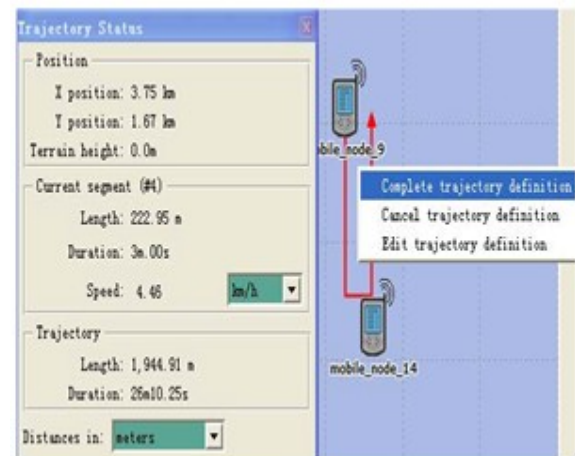 Trajectory Status
Position
X position: 3.75 km
Y position: 1.67 km
Terrain height: 0.0m
Current segment (#4)
Length: 222.95 m
Duration: 3m.00s
Speed: 4.46 km/h
Trajectory
Length: 1,944.91 m
Duration: 26m10.25s
Distances in: meters
bile_node_9
Complete trajectory definition
Cancel trajectory definition
Edit trajectory definition
mobile_node_14